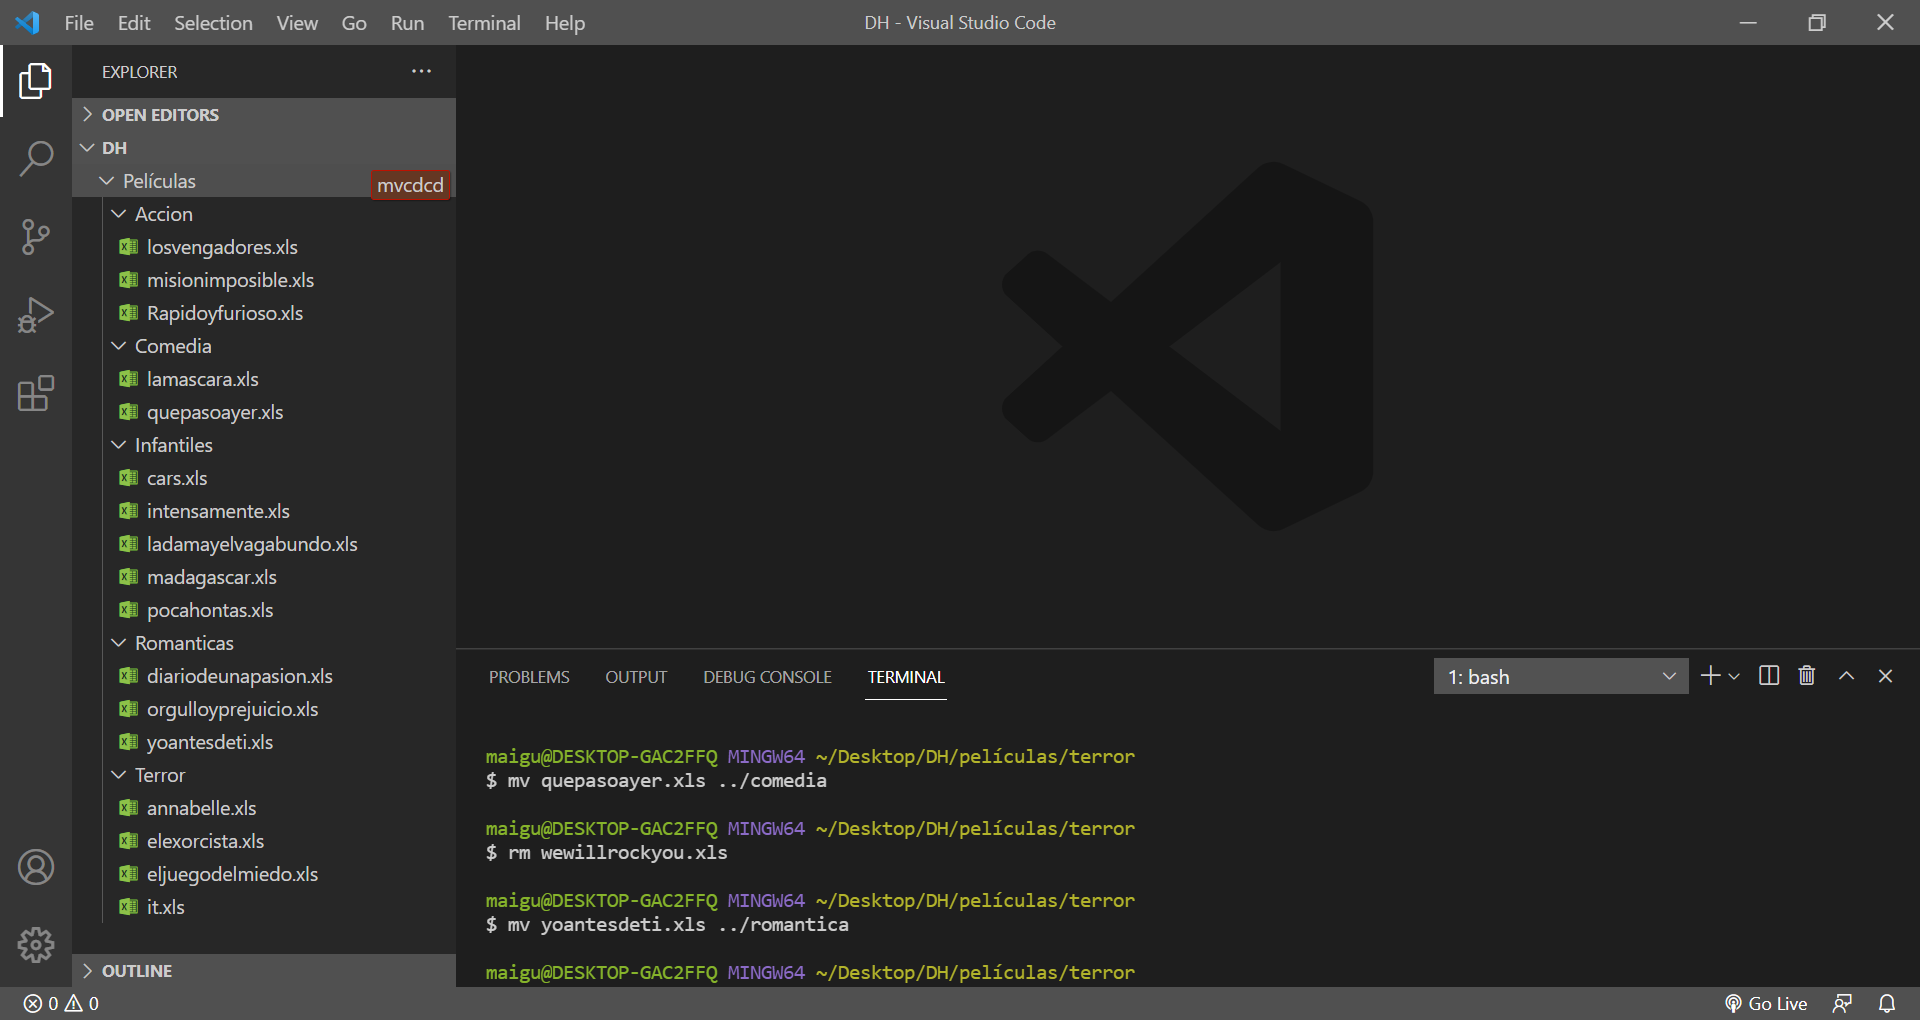 File Edit Selection View Go Run Terminal Help
DH - Visual Studio Code
EXPLORER
OPEN EDITORS
DH
Películas
mvcdcd
Accion
losvengadores.xls
misionimposible.xls
Rapidoyfurioso.xls
Comedia
lamascara.xls
quepasoayer.xls
Infantiles
cars.xls
intensamente.xls
ladamayelvagabundo.xls
madagascar.xls
pocahontas.xls
Romanticas
diariodeunapasion.xls
orgulloyprejuicio.xls
yoantesdeti.xls
Terror
annabelle.xls
elexorcista.xls
eljuegodelmiedo.xls
it.xls
OUTLINE
PROBLEMS OUTPUT DEBUG CONSOLE TERMINAL
1: bash
maigu@DESKTOP-GAC2FFQ MINGW64 ~/Desktop/DH/películas/terror
$ mv quepasoayer.xls ../comedia
maigu@DESKTOP-GAC2FFQ MINGW64 ~/Desktop/DH/películas/terror
$ rm wewillrockyou.xls
maigu@DESKTOP-GAC2FFQ MINGW64 ~/Desktop/DH/películas/terror
$ mv yoantesdeti.xls ../romantica
maigu@DESKTOP-GAC2FFQ MINGW64 ~/Desktop/DH/películas/terror
0 0
Go Live